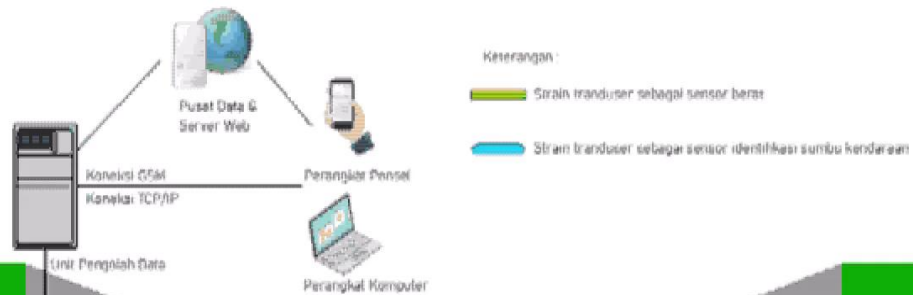 Pusat Data &
Server Web
Koneksi GSM
Koneksi TCP/IP
Unit Pengolah Data
Perangkat Ponsel
Perangkat Komputer
Keterangan :
Strain tranduser sebagai sensor berat
Strain tranduser sebagai sensor identifikasi sumbu kendaraan